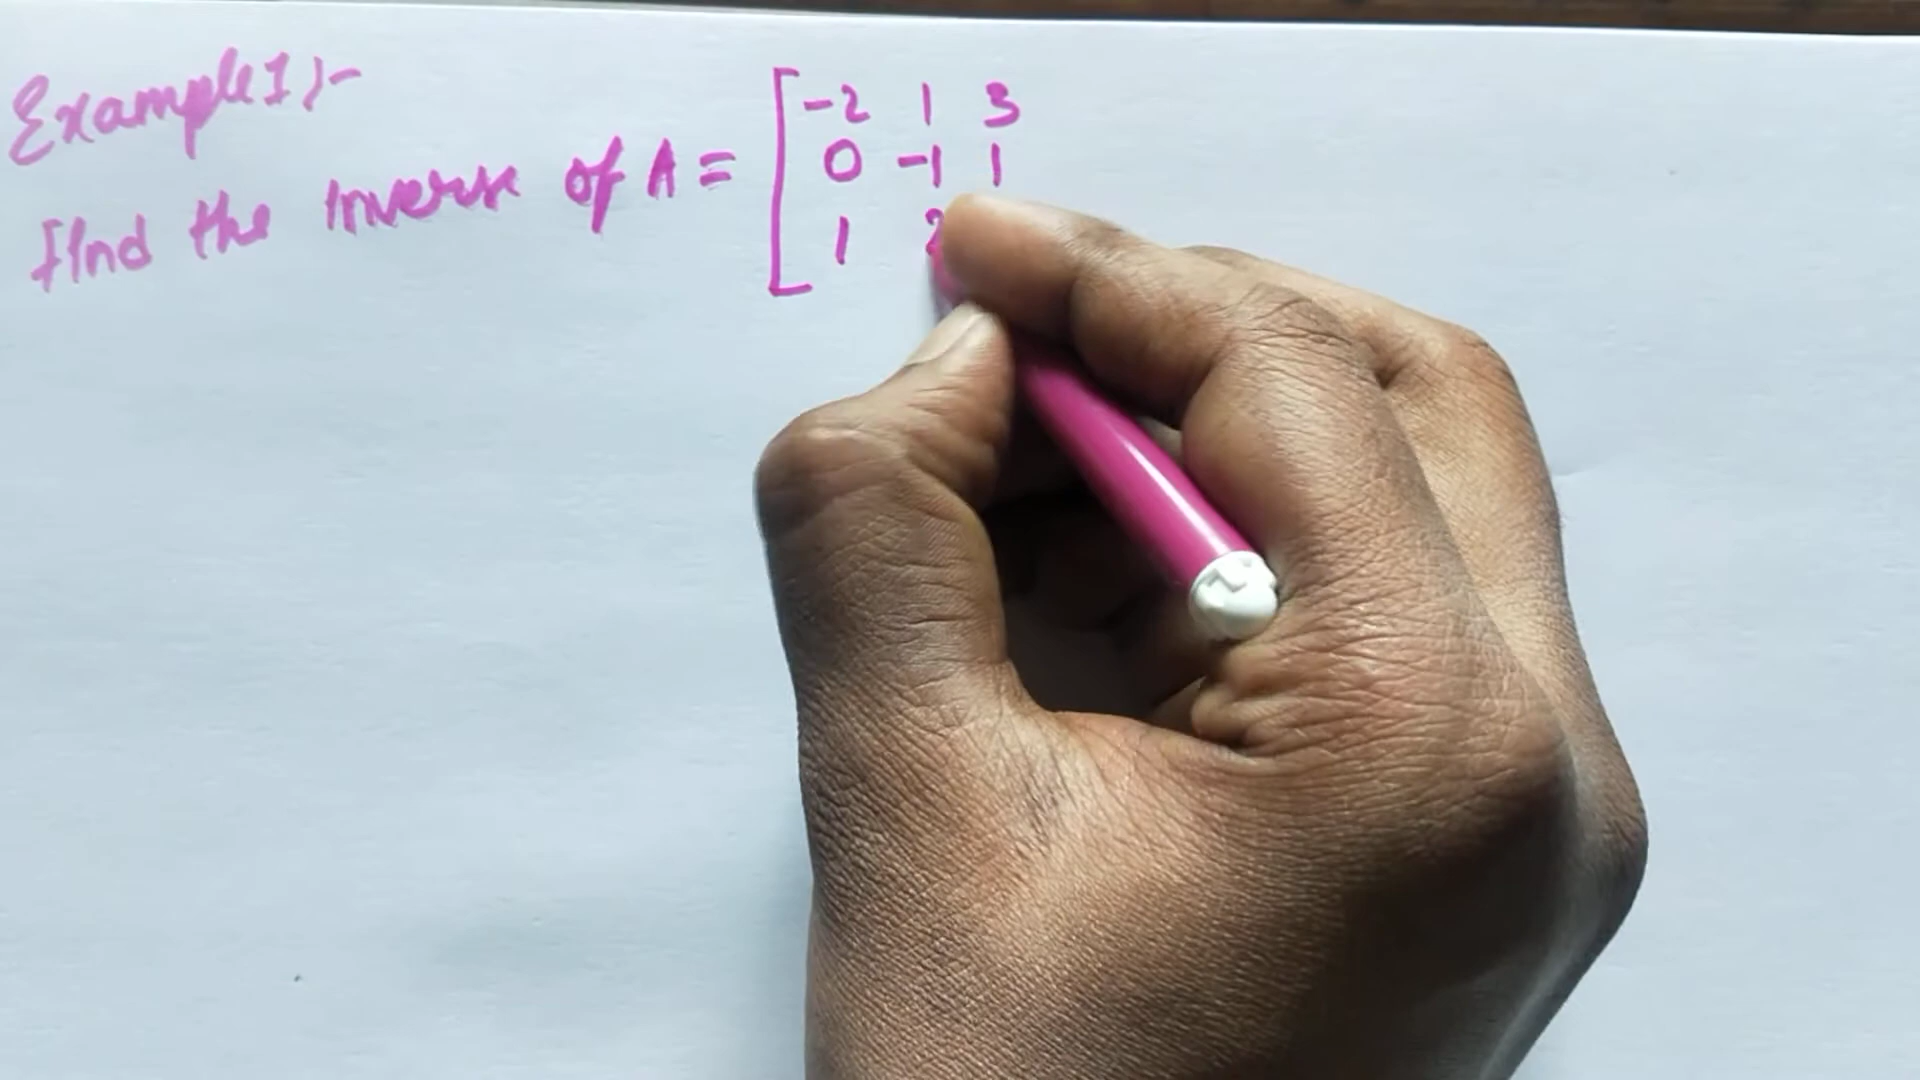 Example 1:-
Find the Inverse of A = [ -2 1 3
0 -1 1
1 2